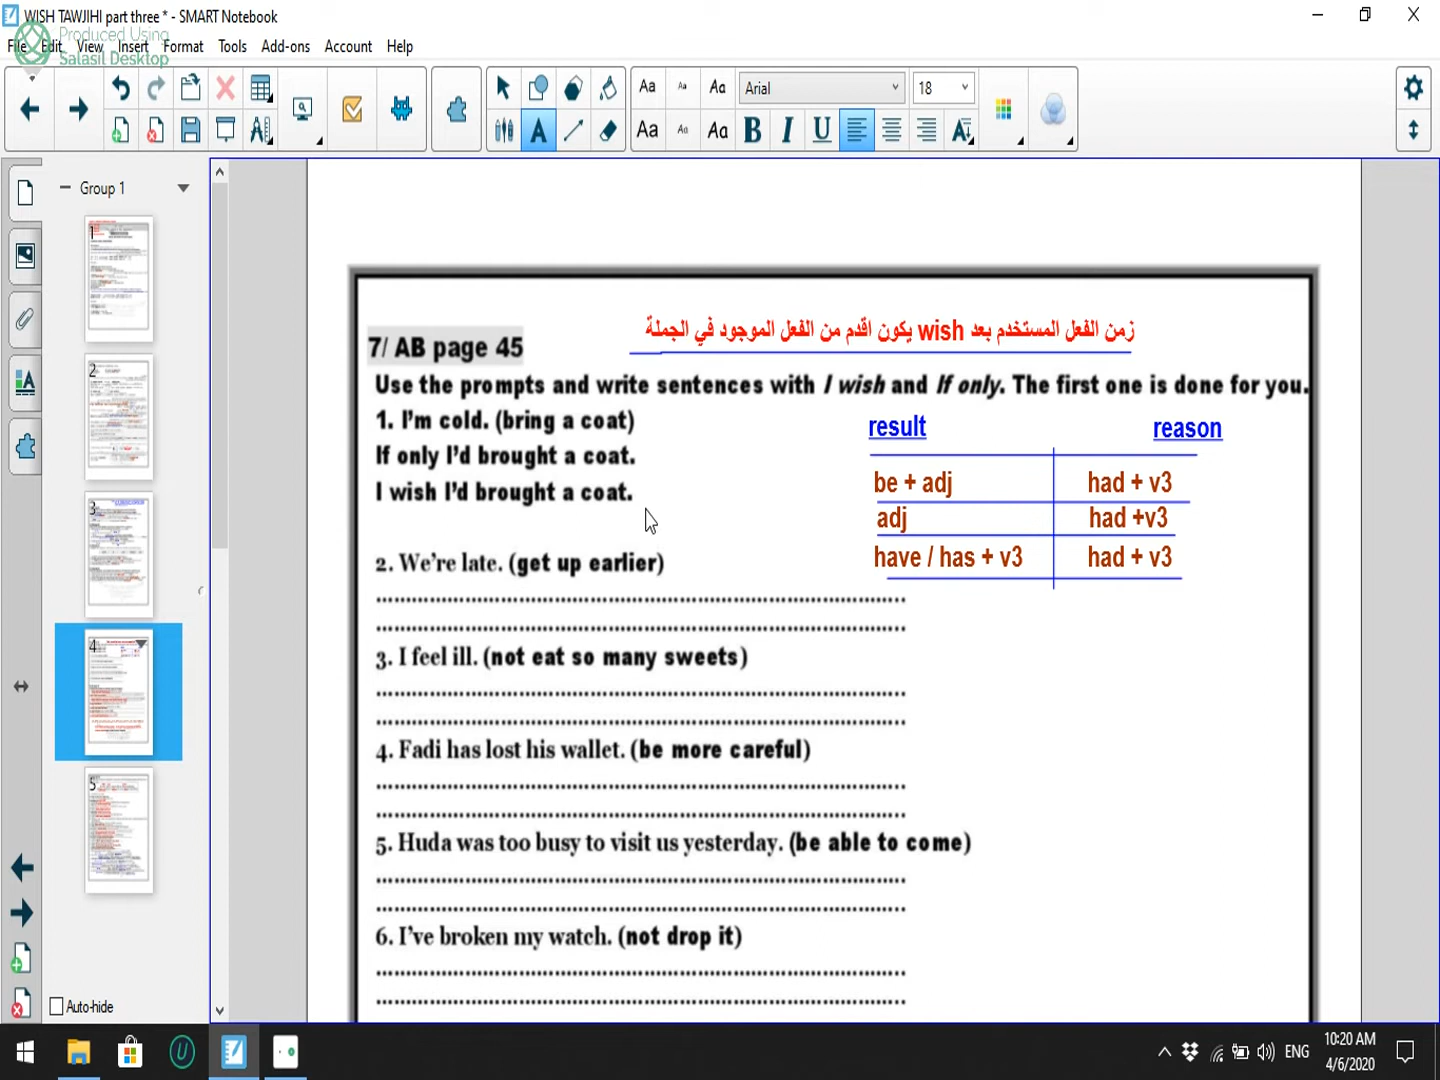 WISH TAWJIHI part three * - SMART Notebook
Produced Using
Salasil Desktop
File Edit View Insert Format Tools Add-ons Account Help
Aa Aa Aa Arial 18
Aa Aa Aa B I U A
Group 1
1
2
3
4
5
Auto-hide
زمن الفعل المستخدم بعد wish يكون اقدم من الفعل الموجود في الجملة
7/ AB page 45
Use the prompts and write sentences with I wish and If only. The first one is done for you.
1. I'm cold. (bring a coat)
If only I'd brought a coat.
I wish I'd brought a coat.
result reason
be + adj had + v3
adj had +v3
have / has + v3 had + v3
2. We're late. (get up earlier)
................................................................................
................................................................................
3. I feel ill. (not eat so many sweets)
................................................................................
................................................................................
4. Fadi has lost his wallet. (be more careful)
................................................................................
................................................................................
5. Huda was too busy to visit us yesterday. (be able to come)
................................................................................
................................................................................
6. I've broken my watch. (not drop it)
................................................................................
................................................................................
ENG
10:20 AM
4/6/2020